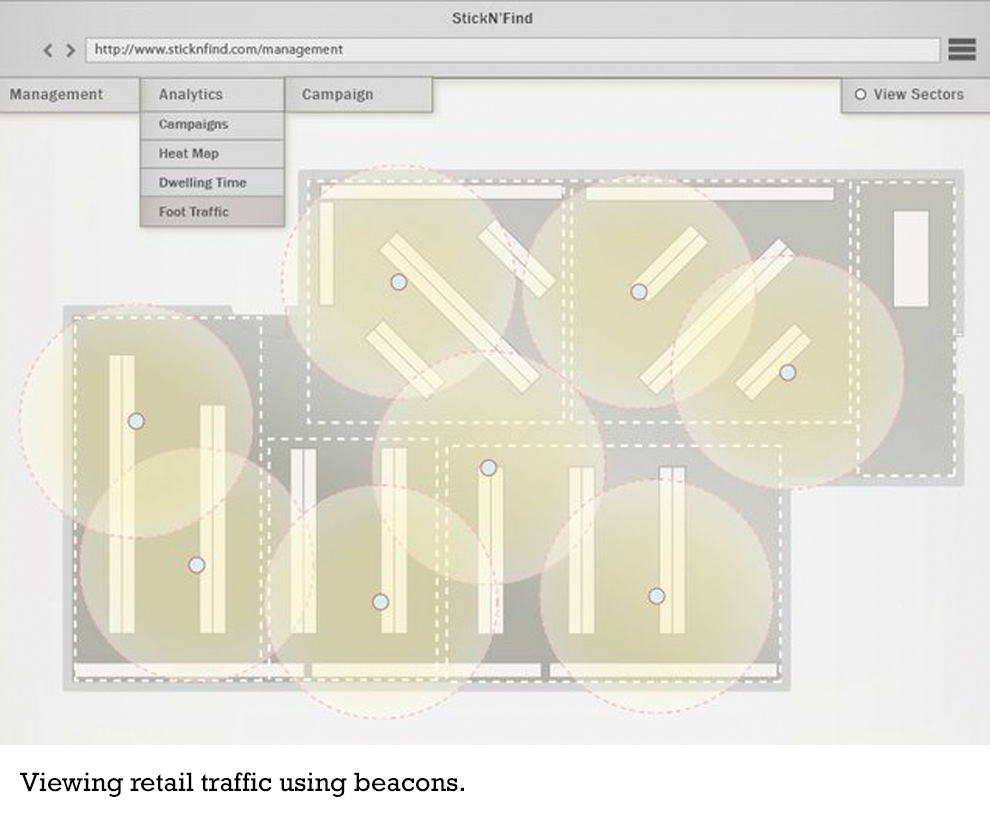 StickN'Find
http://www.sticknfind.com/management
Management
Analytics
Campaign
View Sectors
Campaigns
Heat Map
Dwelling Time
Foot Traffic
Viewing retail traffic using beacons.